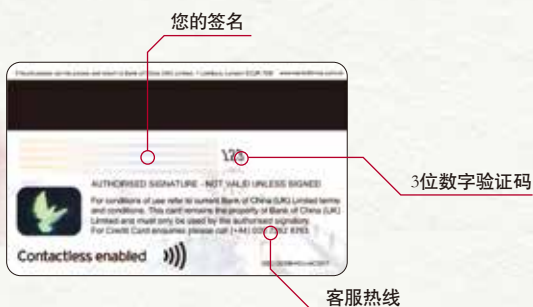 您的签名
123
AUTHORISED SIGNATURE - NOT VALID UNLESS SIGNED
For conditions of use refer to current Bank of China (UK) Limited terms
and conditions. This card remains the property of Bank of China (UK)
Limited and must only be used by the authorised signatory.
For Credit Card enquiries please call (+44)
Contactless enabled
3位数字验证码
客服热线